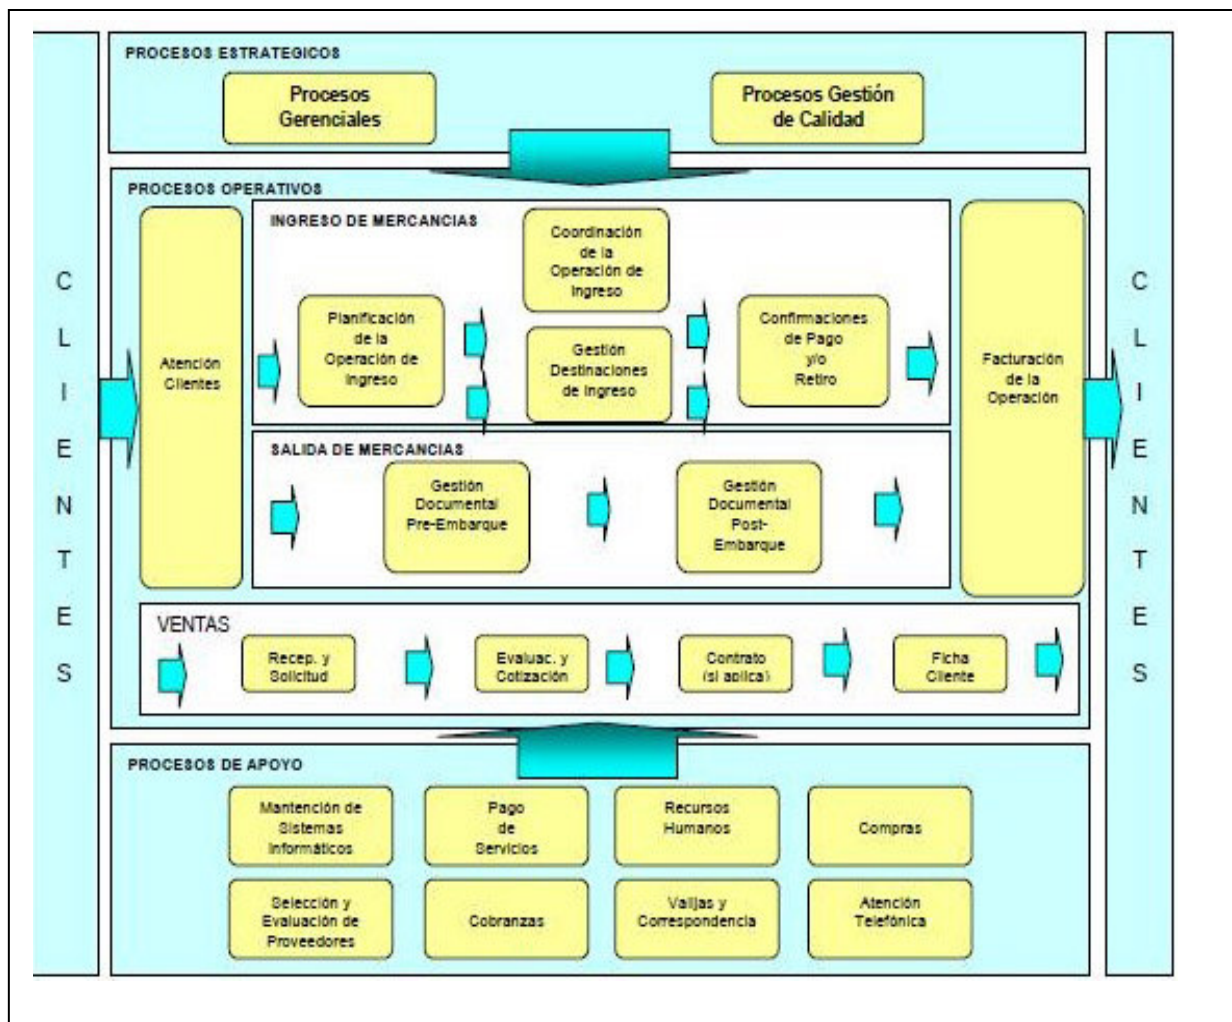 PROCESOS ESTRATEGICOS
Procesos
Gerenciales
Procesos Gestión
de Calidad
CLIENTES
PROCESOS OPERATIVOS
Atención
Clientes
INGRESO DE MERCANCIAS
Planificación
de la
Operación de
Ingreso
Coordinación
de la
Operación de
Ingreso
Gestión
Destinaciones
de Ingreso
Confirmaciones
de Pago
y/o
Retiro
SALIDA DE MERCANCIAS
Gestión
Documental
Pre-Embarque
Gestión
Documental
Post-
Embarque
Facturación
de la
Operación
VENTAS
Recep. y
Solicitud
Evaluac. y
Cotización
Contrato
(si aplica)
Ficha
Cliente
PROCESOS DE APOYO
Mantención de
Sistemas
Informáticos
Pago
de
Servicios
Recursos
Humanos
Compras
Selección y
Evaluación de
Proveedores
Cobranzas
Valijas y
Correspondencia
Atención
Telefónica
CLIENTES